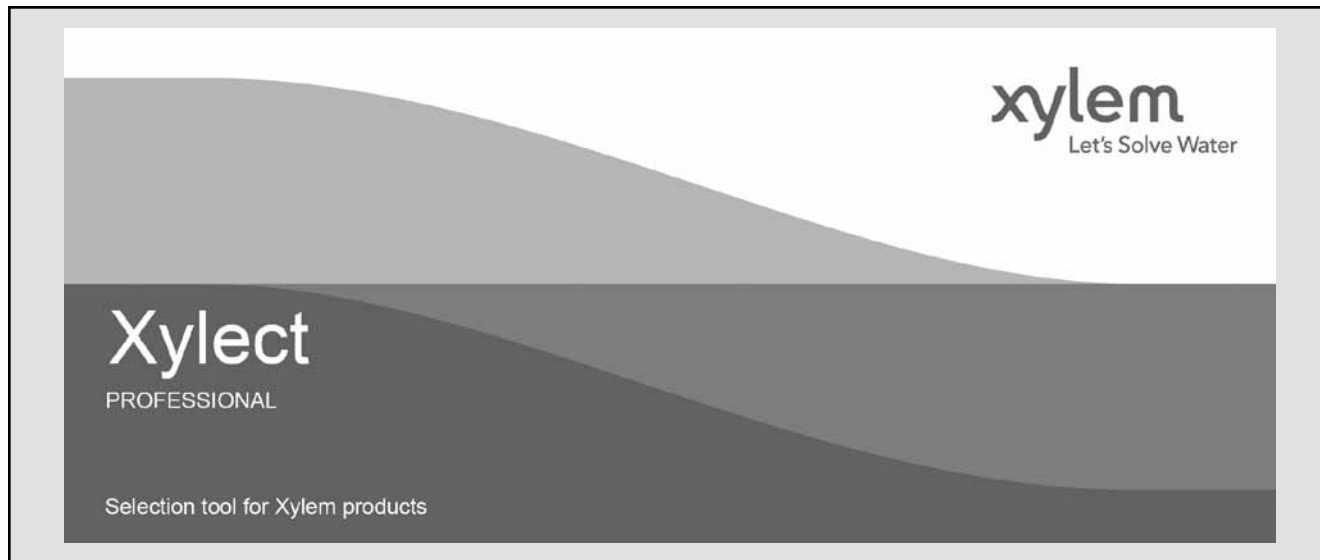 xylem
Let's Solve Water
Xylect
PROFESSIONAL
Selection tool for Xylem products